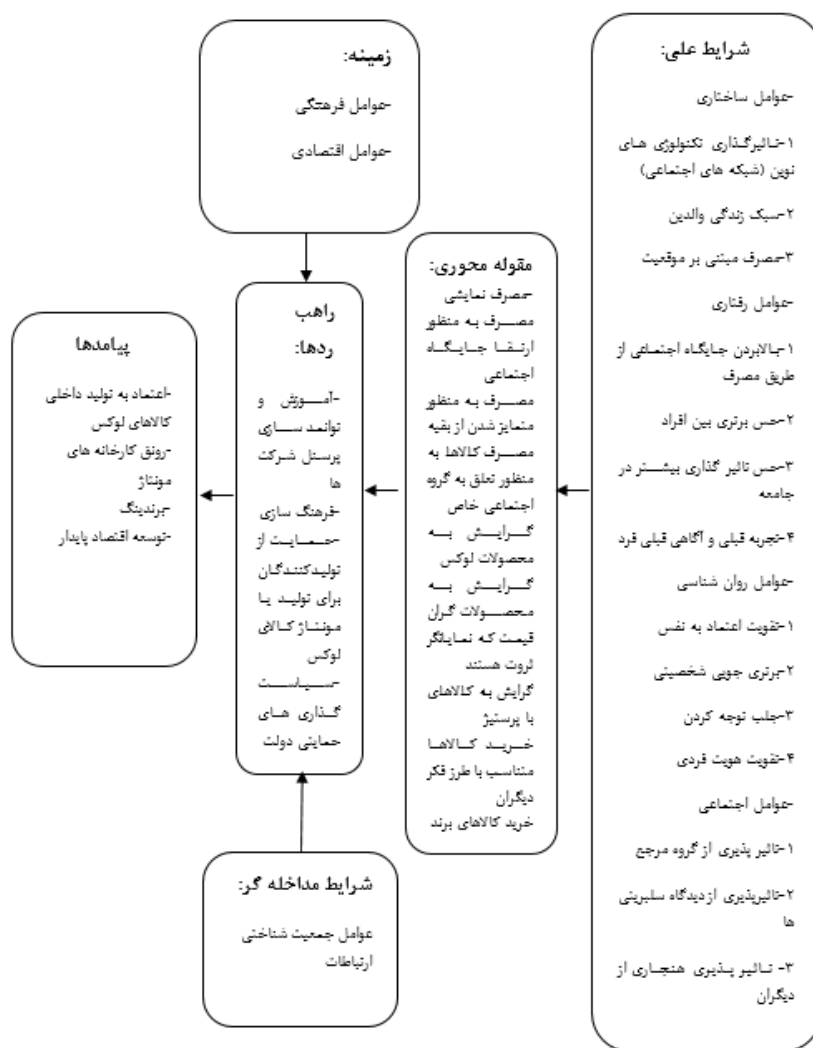 شرایط علی:
-عوامل ساختاری
۱-تاثیرگذاری تکنولوژی های
نوین (شبکه های اجتماعی)
۲-سبک زندگی والدین
۳-مصرف مبتنی بر موقعیت
عوامل رفتاری
۱-بالابردن جایگاه اجتماعی از
طریق مصرف
۲-حس برتری بین افراد
۳-حس تاثیر گذاری بیشتر در
جامعه
۴-تجربه قبلی و آگاهی قبلی فرد
-عوامل روان شناسی
۱-تقویت اعتماد به نفس
۲-برتری جویی شخصیتی
۳-جلب توجه کردن
۴-تقویت هویت فردی
-عوامل اجتماعی
۱-تاثیر پذیری از گروه مرجع
۲-تاثیرپذیری از دیدگاه سلبریتی
ها
۳- تاثیر پذیری هنجاری از
دیگران
مقوله محوری:
-مصرف نمایشی
مصرف به منظور
ارتقا جایگاه
اجتماعی
مصرف به منظور
متمایز شدن از بقیه
مصرف کالاها به
منظور تعلق به گروه
اجتماعی خاص
گرایش به
محصولات لوکس
گرایش به
محصولات گران
قیمت که نمایانگر
ثروت هستند
گرایش به کالاهای
با پرستیژ
خرید کالاها
متناسب با طرز فکر
دیگران
خرید کالاهای برند
زمینه:
-عوامل فرهنگی
-عوامل اقتصادی
راهب
ردها:
-آموزش و
توانمد سازی
پرسنل شرکت
ها
-فرهنگ سازی
-حمایت از
تولیدکنندگان
برای تولید یا
مونتاژ کالای
لوکس
-سیاست
گذاری های
حمایتی دولت
شرایط مداخله گر:
عوامل جمعیت شناختی
ارتباطات
پیامدها
-اعتماد به تولید داخلی
کالاهای لوکس
-رونق کارخانه های
مونتاژ
-برندینگ
-توسعه اقتصاد پایدار